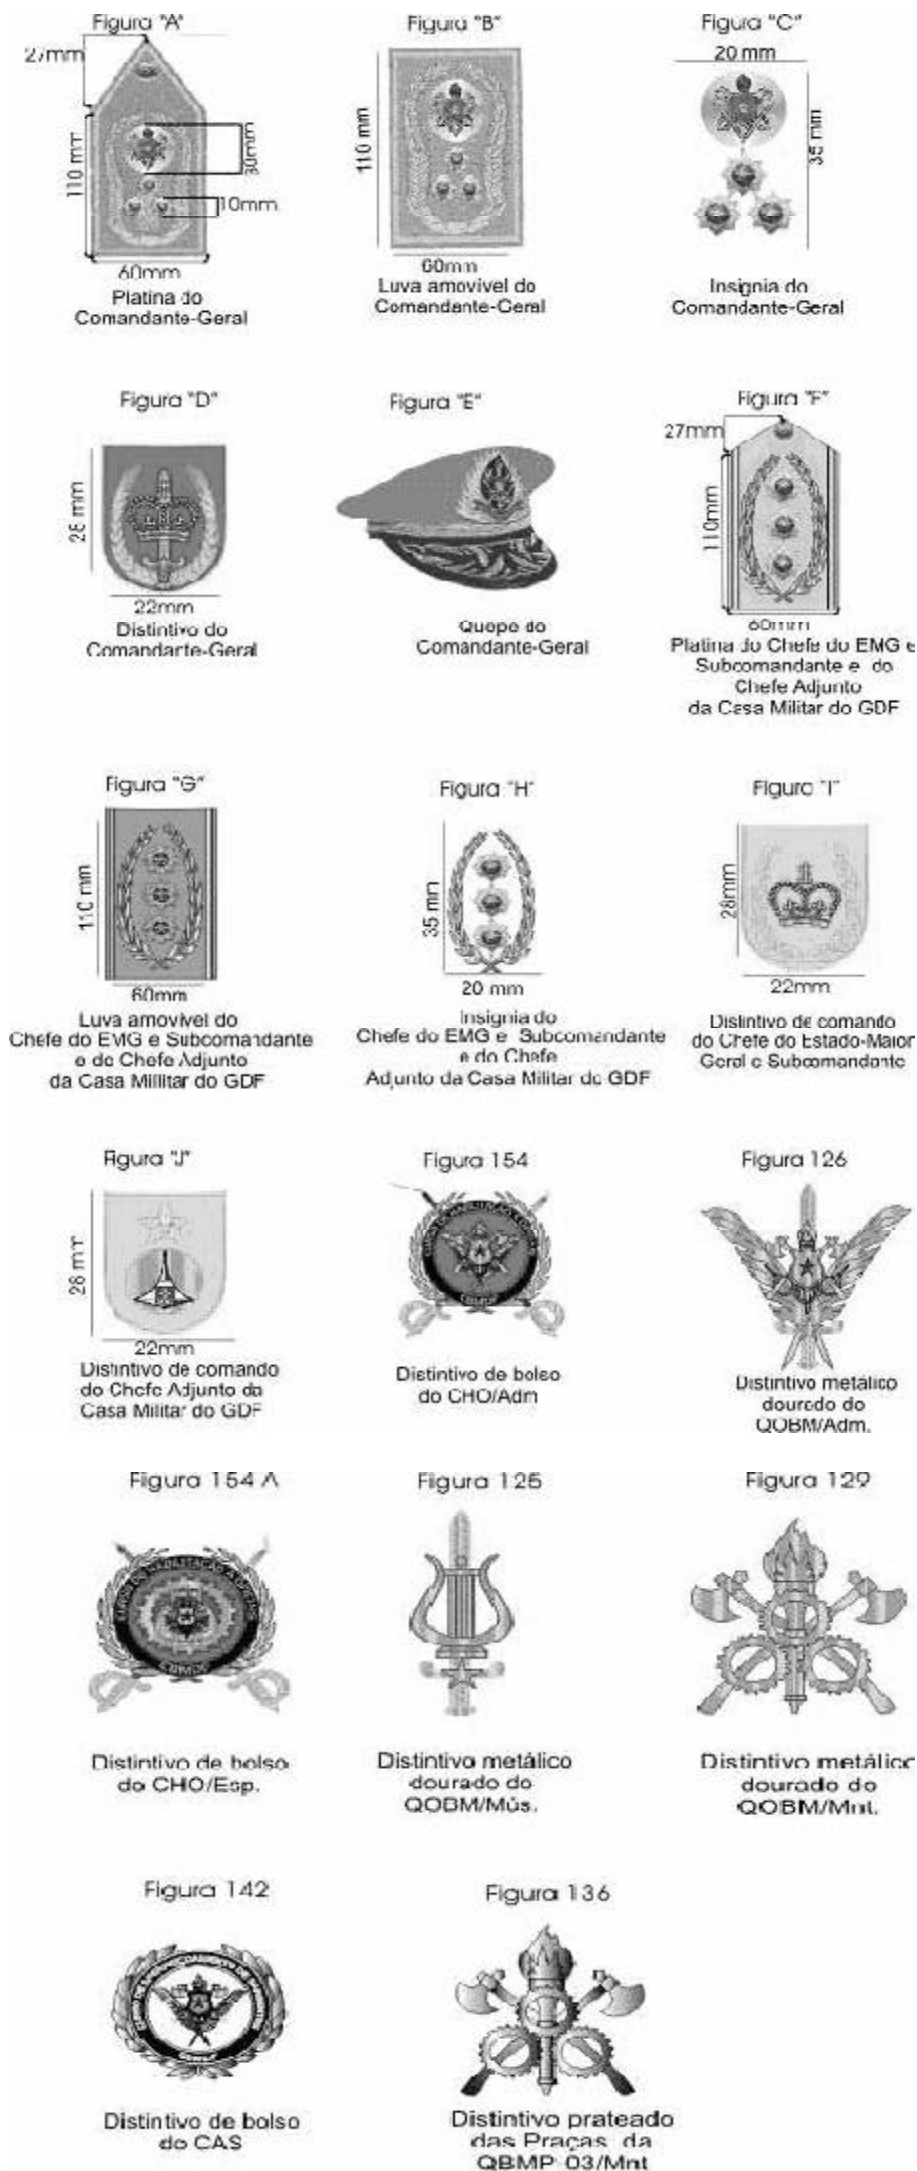 Figura "A"
27mm
110 mm
30mm
10mm
60mm
Platina do
Comandante-Geral
Figura "B"
110 mm
60mm
Luva amovível do
Comandante-Geral
Figura "C"
20 mm
35 mm
Insígnia do
Comandante-Geral
Figura "D"
28 mm
22mm
Distintivo do
Comandante-Geral
Figura "E"
Quepe do
Comandante-Geral
Figura "F"
27mm
110mm
60mm
Platina do Chefe do EMG e
Subcomandante e do
Chefe Adjunto
da Casa Militar do GDF
Figura "G"
110 mm
60mm
Luva amovível do
Chefe do EMG e Subcomandante
e do Chefe Adjunto
da Casa Millitar do GDF
Figura "H"
35 mm
20 mm
Insígnia do
Chefe do EMG e Subcomandante
e do Chefe
Adjunto da Casa Militar do GDF
Figura "I"
28mm
22mm
Distintivo de comando
do Chefe do Estado-Maior
Geral e Subcomandante
Figura "J"
28 mm
22mm
Distintivo de comando
do Chefe Adjunto da
Casa Militar do GDF
Figura 154
CBMDF
Distintivo de bolso
do CHO/Adm
Figura 126
Distintivo metálico
dourado do
QOBM/Adm.
Figura 154 A
CURSO DE HABILITAÇÃO A OFICIAIS
CBMDF
Distintivo de bolso
do CHO/Esp.
Figura 125
Distintivo metálico
dourado do
QOBM/Mús.
Figura 129
Distintivo metálico
dourado do
QOBM/Mnt.
Figura 142
Distintivo de bolso
do CAS
Figura 136
Distintivo prateado
das Praças da
QBMP 03/Mnt